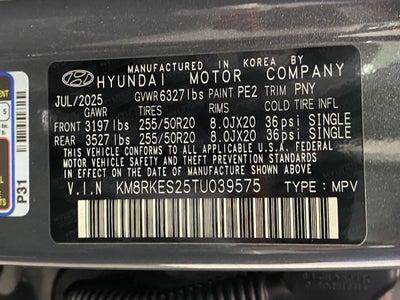 MANUFACTURED IN KOREA BY
HYUNDAI MOTOR COMPANY
JUL/2025 GVWR 6327lbs PAINT PE2 TRIM PNY
GAWR TIRES RIMS COLD TIRE INFL
FRONT 3197lbs 255/50R20 8.0JX20 36psi SINGLE
REAR 3527lbs 255/50R20 8.0JX20 36psi SINGLE
THIS VEHICLE CONFORMS TO ALL APPLICABLE U.S.A. FEDERAL
MOTOR VEHICLE SAFETY STANDARDS IN EFFECT ON THE DATE OF
MANUFACTURE SHOWN ABOVE.
V.I.N KM8RKES25TU039575 TYPE : MPV
P31